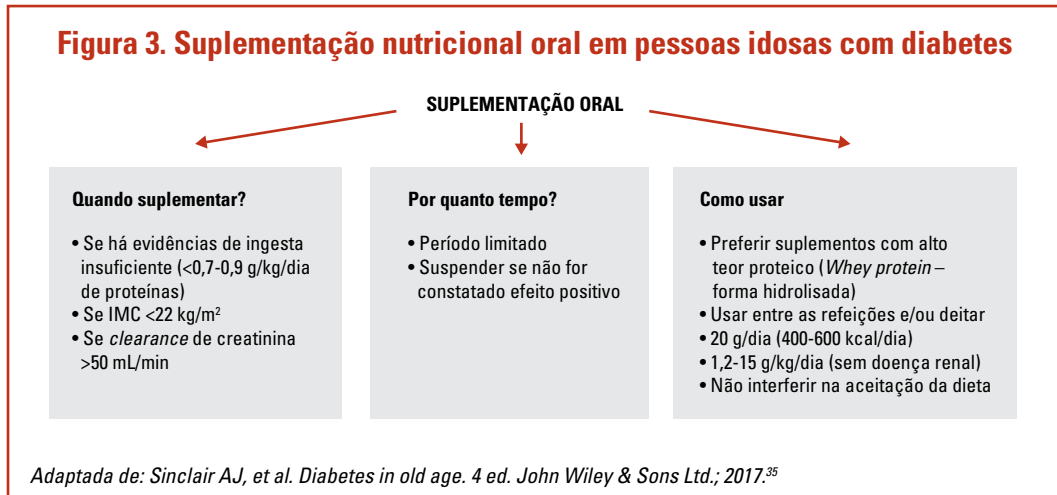 Figura 3. Suplementação nutricional oral em pessoas idosas com diabetes
SUPLEMENTAÇÃO ORAL
Quando suplementar?
• Se há evidências de ingesta
insuficiente (<0,7-0,9 g/kg/dia
de proteínas)
• Se IMC <22 kg/m²
• Se clearance de creatinina
>50 mL/min
Por quanto tempo?
• Período limitado
• Suspender se não for
constatado efeito positivo
Como usar
• Preferir suplementos com alto
teor proteico (Whey protein –
forma hidrolisada)
• Usar entre as refeições e/ou deitar
• 20 g/dia (400-600 kcal/dia)
• 1,2-15 g/kg/dia (sem doença renal)
• Não interferir na aceitação da dieta
Adaptada de: Sinclair AJ, et al. Diabetes in old age. 4 ed. John Wiley & Sons Ltd.; 2017.³⁵